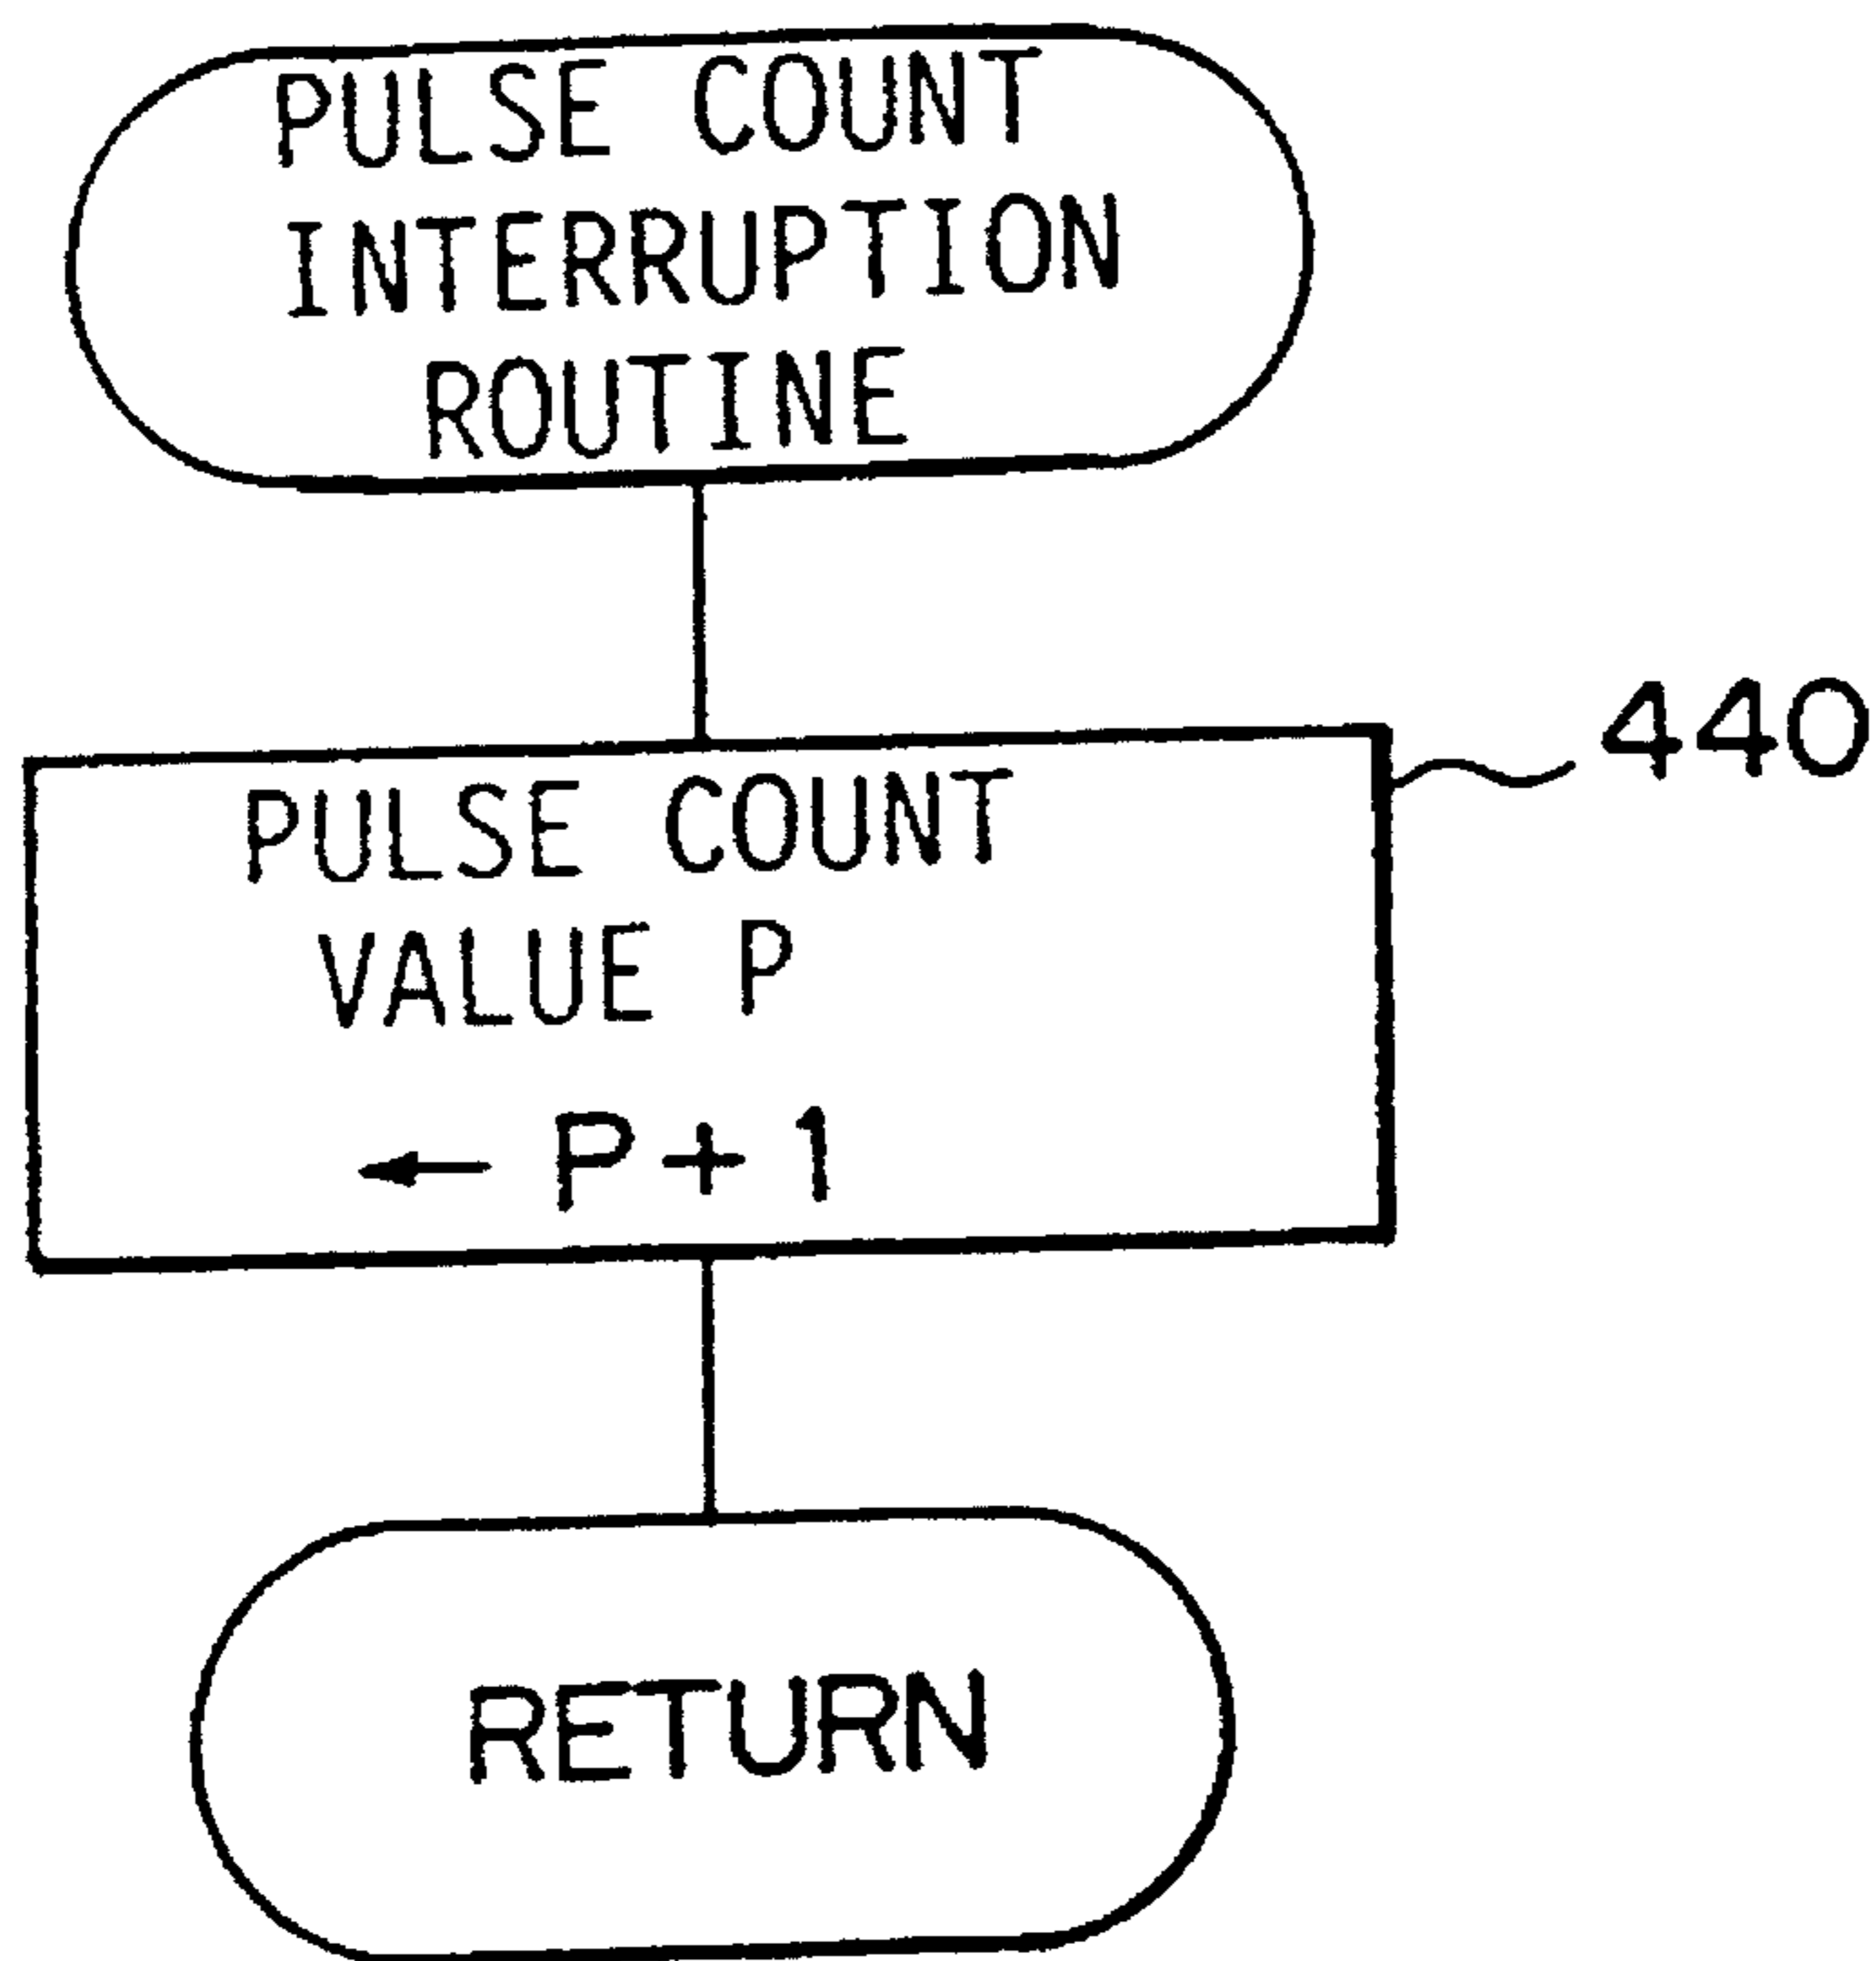 PULSE COUNT
INTERRUPTION
ROUTINE
440
PULSE COUNT
VALUE P
← P+1
RETURN